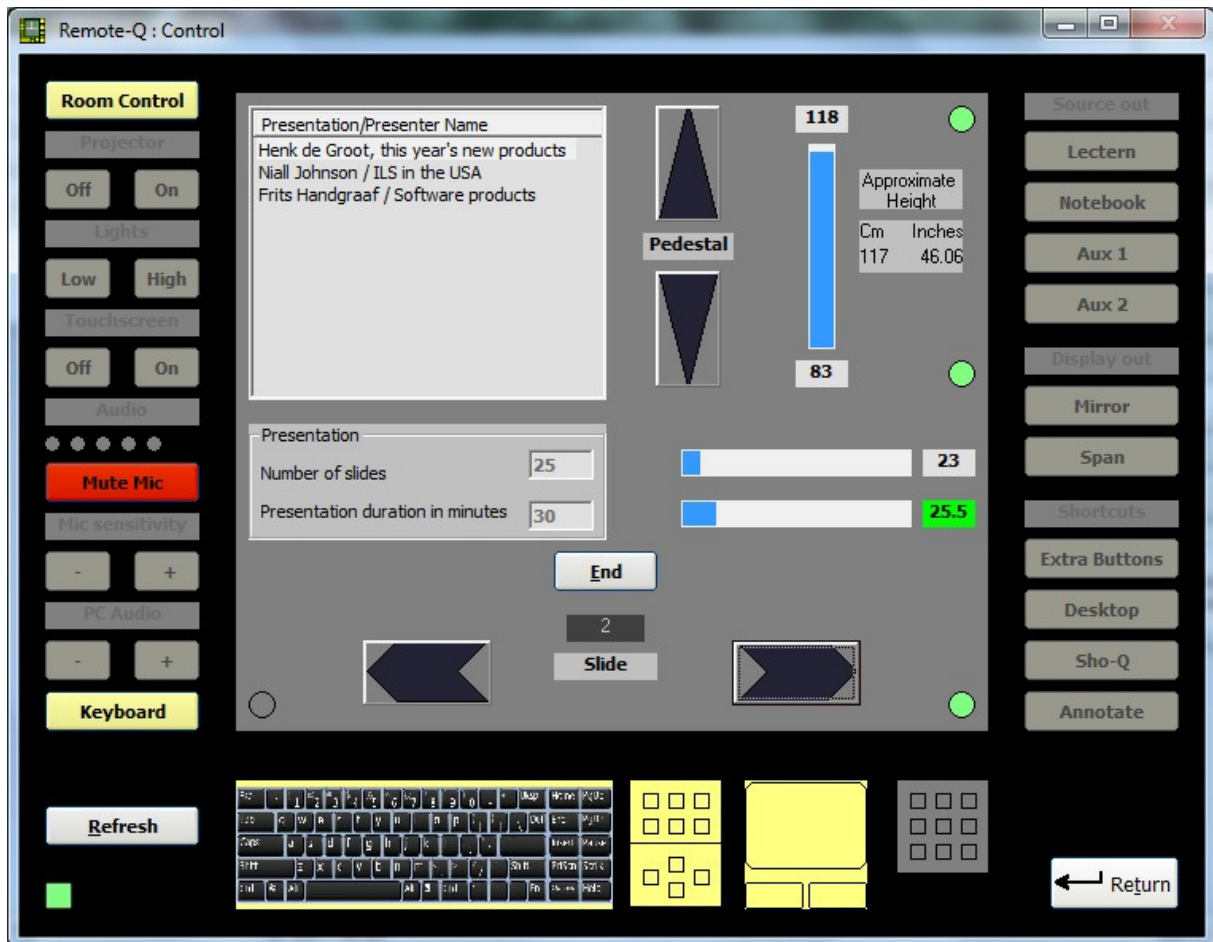 Remote-Q : Control
Room Control
Projector
Off On
Lights
Low High
Touchscreen
Off On
Audio
Mute Mic
Mic sensitivity
- +
PC Audio
- +
Keyboard
Refresh
Presentation/Presenter Name
Henk de Groot, this year's new products
Niall Johnson / ILS in the USA
Frits Handgraaf / Software products
Pedestal
118
83
Approximate
Height
Cm Inches
117 46.06
Presentation
Number of slides 25
Presentation duration in minutes 30
23
25.5
End
2
Slide
Source out
Lectern
Notebook
Aux 1
Aux 2
Display out
Mirror
Span
Shortcuts
Extra Buttons
Desktop
Sho-Q
Annotate
Return